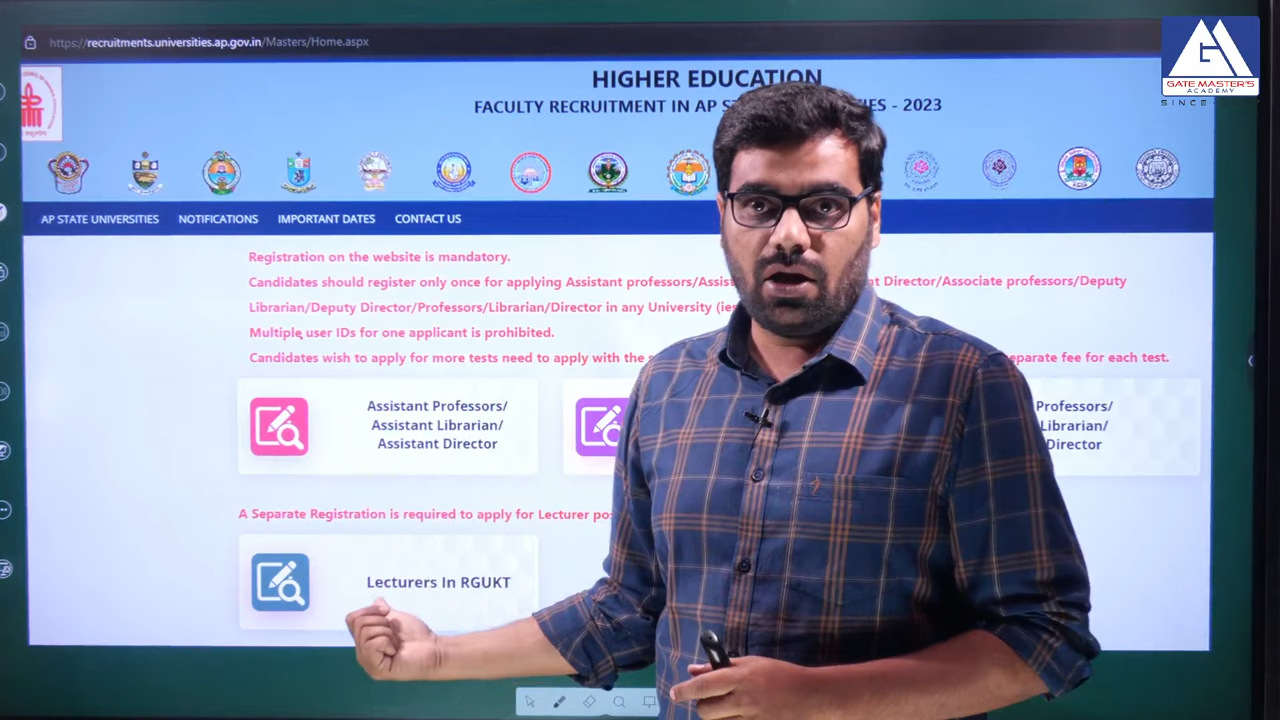 https://recruitments.universities.ap.gov.in/Masters/Home.aspx
GATE MASTER'S
ACADEMY
SINCE
HIGHER EDUCATION
FACULTY RECRUITMENT IN AP - 2023
AP STATE UNIVERSITIES NOTIFICATIONS IMPORTANT DATES CONTACT US
Registration on the website is mandatory.
Candidates should register only once for applying Assistant professors/ Director/Associate professors/Deputy
Librarian/Deputy Director/Professors/Librarian/Director in any University
Multiple user IDs for one applicant is prohibited.
Candidates wish to apply for more tests need to apply with the separate fee for each test.
Assistant Professors/
Assistant Librarian/
Assistant Director
Professors/
Librarian/
Director
A Separate Registration is required to apply for Lecturer
Lecturers In RGUKT